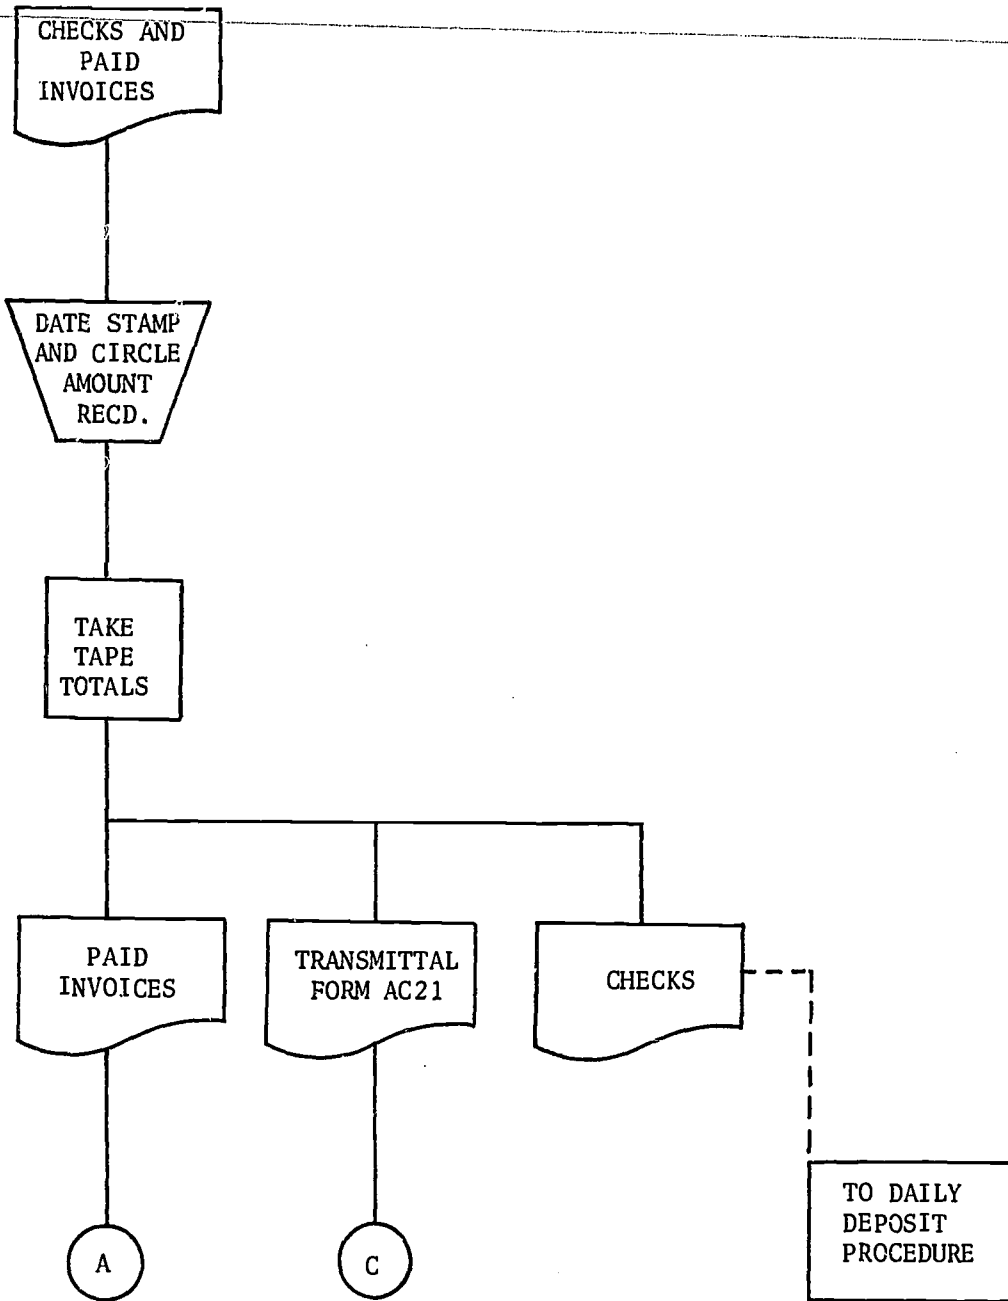 CHECKS AND
PAID
INVOICES
DATE STAMP
AND CIRCLE
AMOUNT
RECD.
TAKE
TAPE
TOTALS
PAID
INVOICES
TRANSMITTAL
FORM AC21
CHECKS
TO DAILY
DEPOSIT
PROCEDURE
A
C